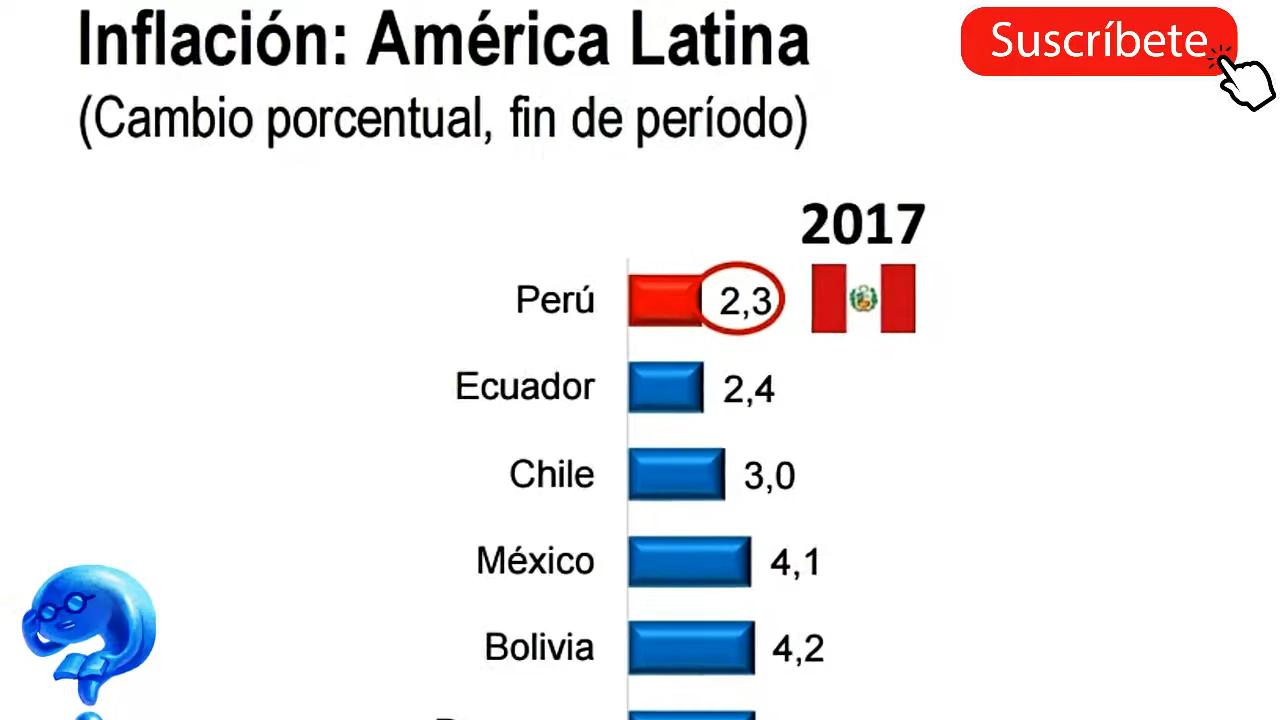 Inflación: América Latina
Suscríbete
(Cambio porcentual, fin de período)
2017
Perú 2,3
Ecuador 2,4
Chile 3,0
México 4,1
Bolivia 4,2